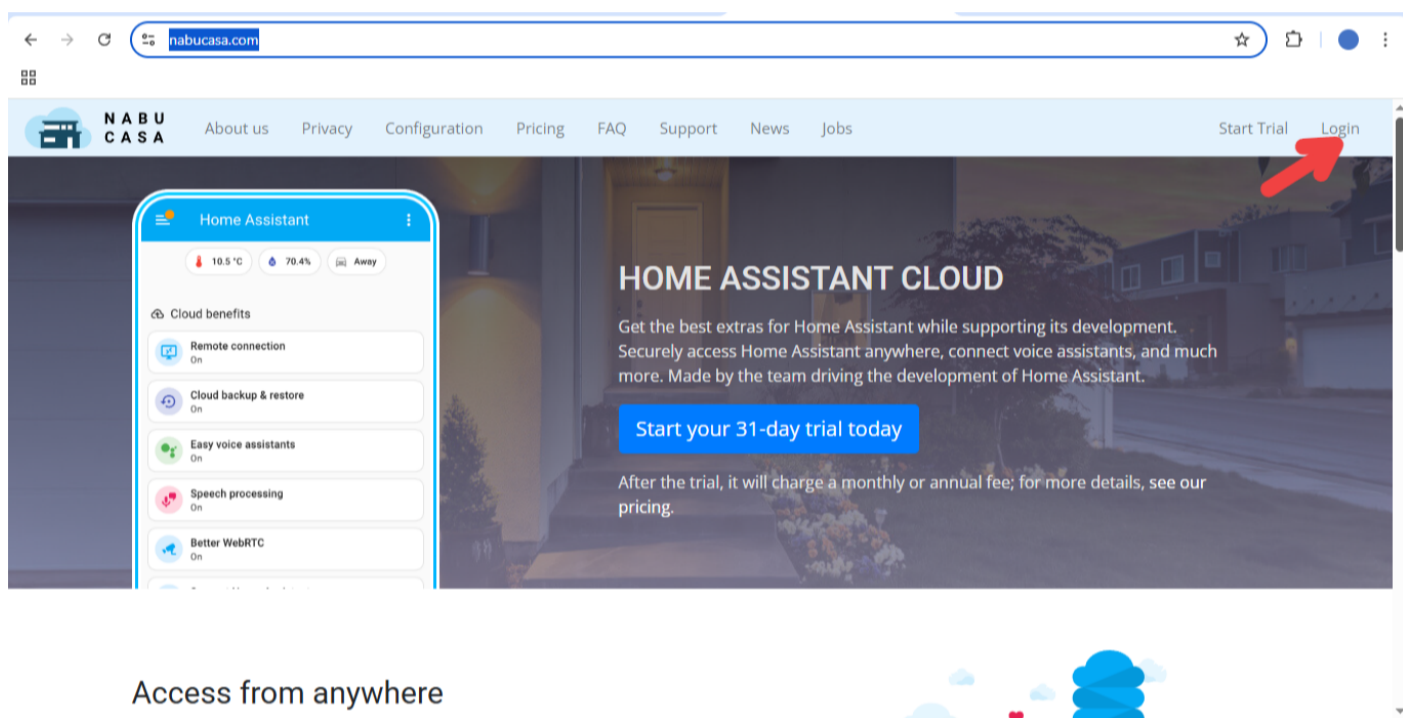 nabucasa.com
NABU
CASA
About us Privacy Configuration Pricing FAQ Support News Jobs Start Trial Login
Home Assistant
10.5 °C 70.4% Away
Cloud benefits
Remote connection
On
Cloud backup & restore
On
Easy voice assistants
On
Speech processing
On
Better WebRTC
On
HOME ASSISTANT CLOUD
Get the best extras for Home Assistant while supporting its development.
Securely access Home Assistant anywhere, connect voice assistants, and much
more. Made by the team driving the development of Home Assistant.
Start your 31-day trial today
After the trial, it will charge a monthly or annual fee; for more details, see our
pricing.
Access from anywhere